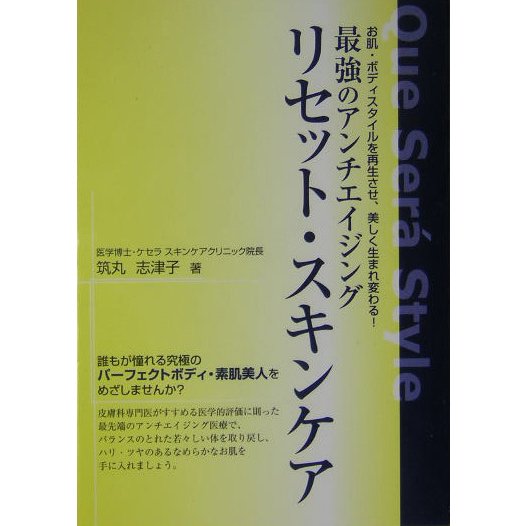 Que Será Style
お肌・ボディスタイルを再生させ、美しく生まれ変わる！
最強のアンチエイジング
リセット・スキンケア
医学博士・ケセラ スキンケアクリニック院長
筑丸 志津子 著
誰もが憧れる究極の
パーフェクトボディ・素肌美人を
めざしませんか？
皮膚科専門医がすすめる医学的評価に則った
最先端のアンチエイジング医療で、
バランスのとれた若々しい体を取り戻し、
ハリ・ツヤのあるなめらかなお肌を
手に入れましょう。